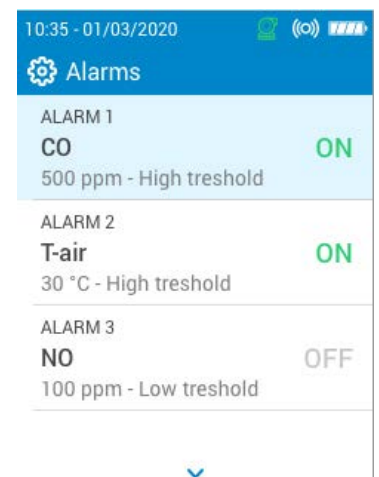 10:35 - 01/03/2020
Alarms
ALARM 1
CO
ON
500 ppm - High treshold
ALARM 2
T-air
ON
30 °C - High treshold
ALARM 3
NO
OFF
100 ppm - Low treshold